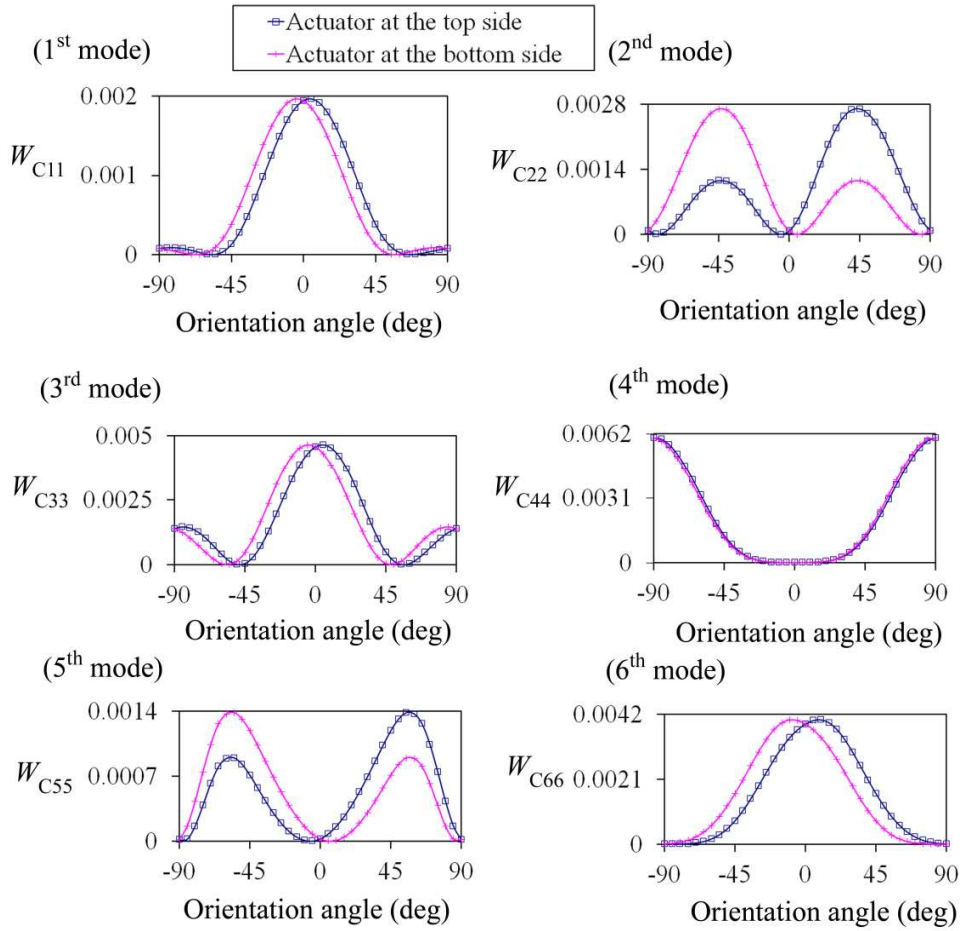 Actuator at the top side
Actuator at the bottom side
(1st mode)
(2nd mode)
0.002
0.001
0
WC11
-90 -45 0 45 90
Orientation angle (deg)
0.0028
0.0014
0
WC22
-90 -45 0 45 90
Orientation angle (deg)
(3rd mode)
(4th mode)
0.005
0.0025
0
WC33
-90 -45 0 45 90
Orientation angle (deg)
0.0062
0.0031
0
WC44
-90 -45 0 45 90
Orientation angle (deg)
(5th mode)
(6th mode)
0.0014
0.0007
0
WC55
-90 -45 0 45 90
Orientation angle (deg)
0.0042
0.0021
0
WC66
-90 -45 0 45 90
Orientation angle (deg)